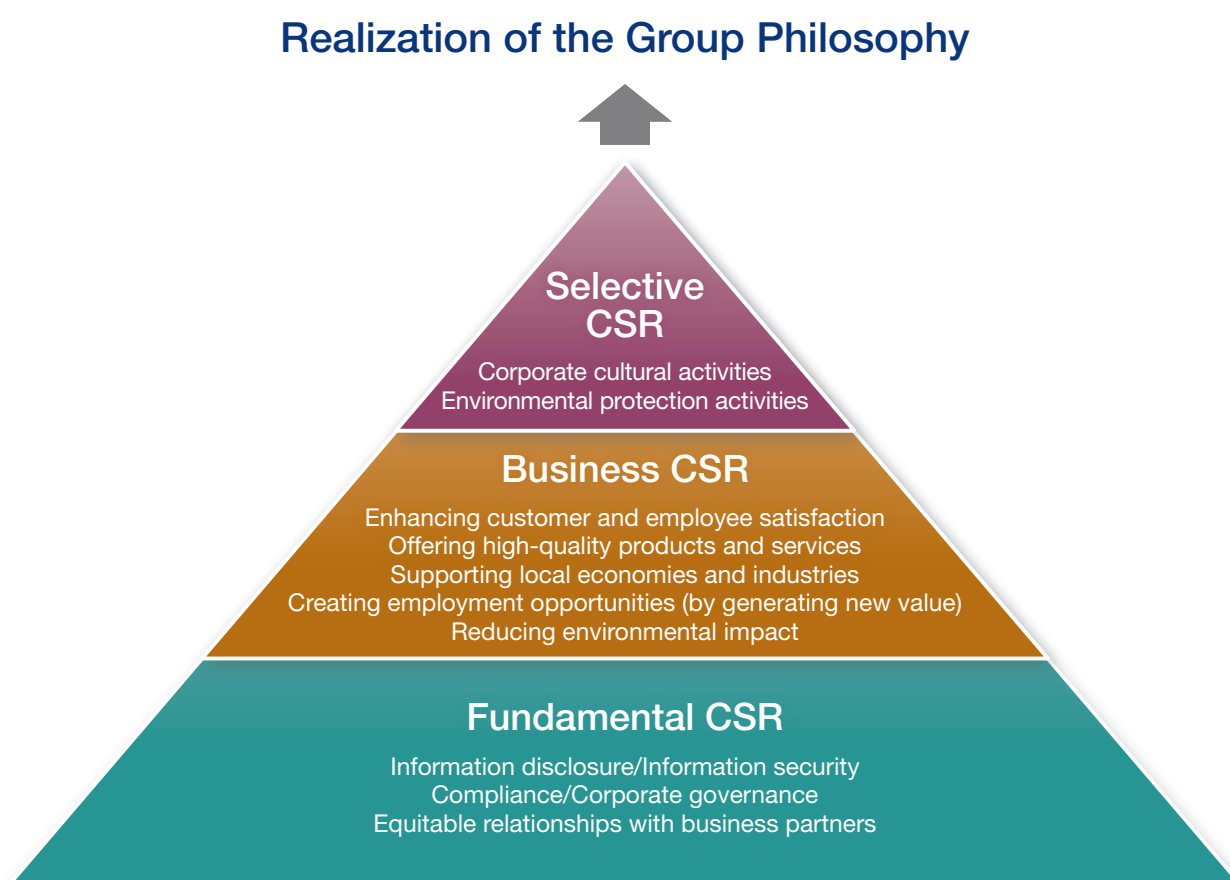 Realization of the Group Philosophy
Selective
CSR
Corporate cultural activities
Environmental protection activities
Business CSR
Enhancing customer and employee satisfaction
Offering high-quality products and services
Supporting local economies and industries
Creating employment opportunities (by generating new value)
Reducing environmental impact
Fundamental CSR
Information disclosure/Information security
Compliance/Corporate governance
Equitable relationships with business partners